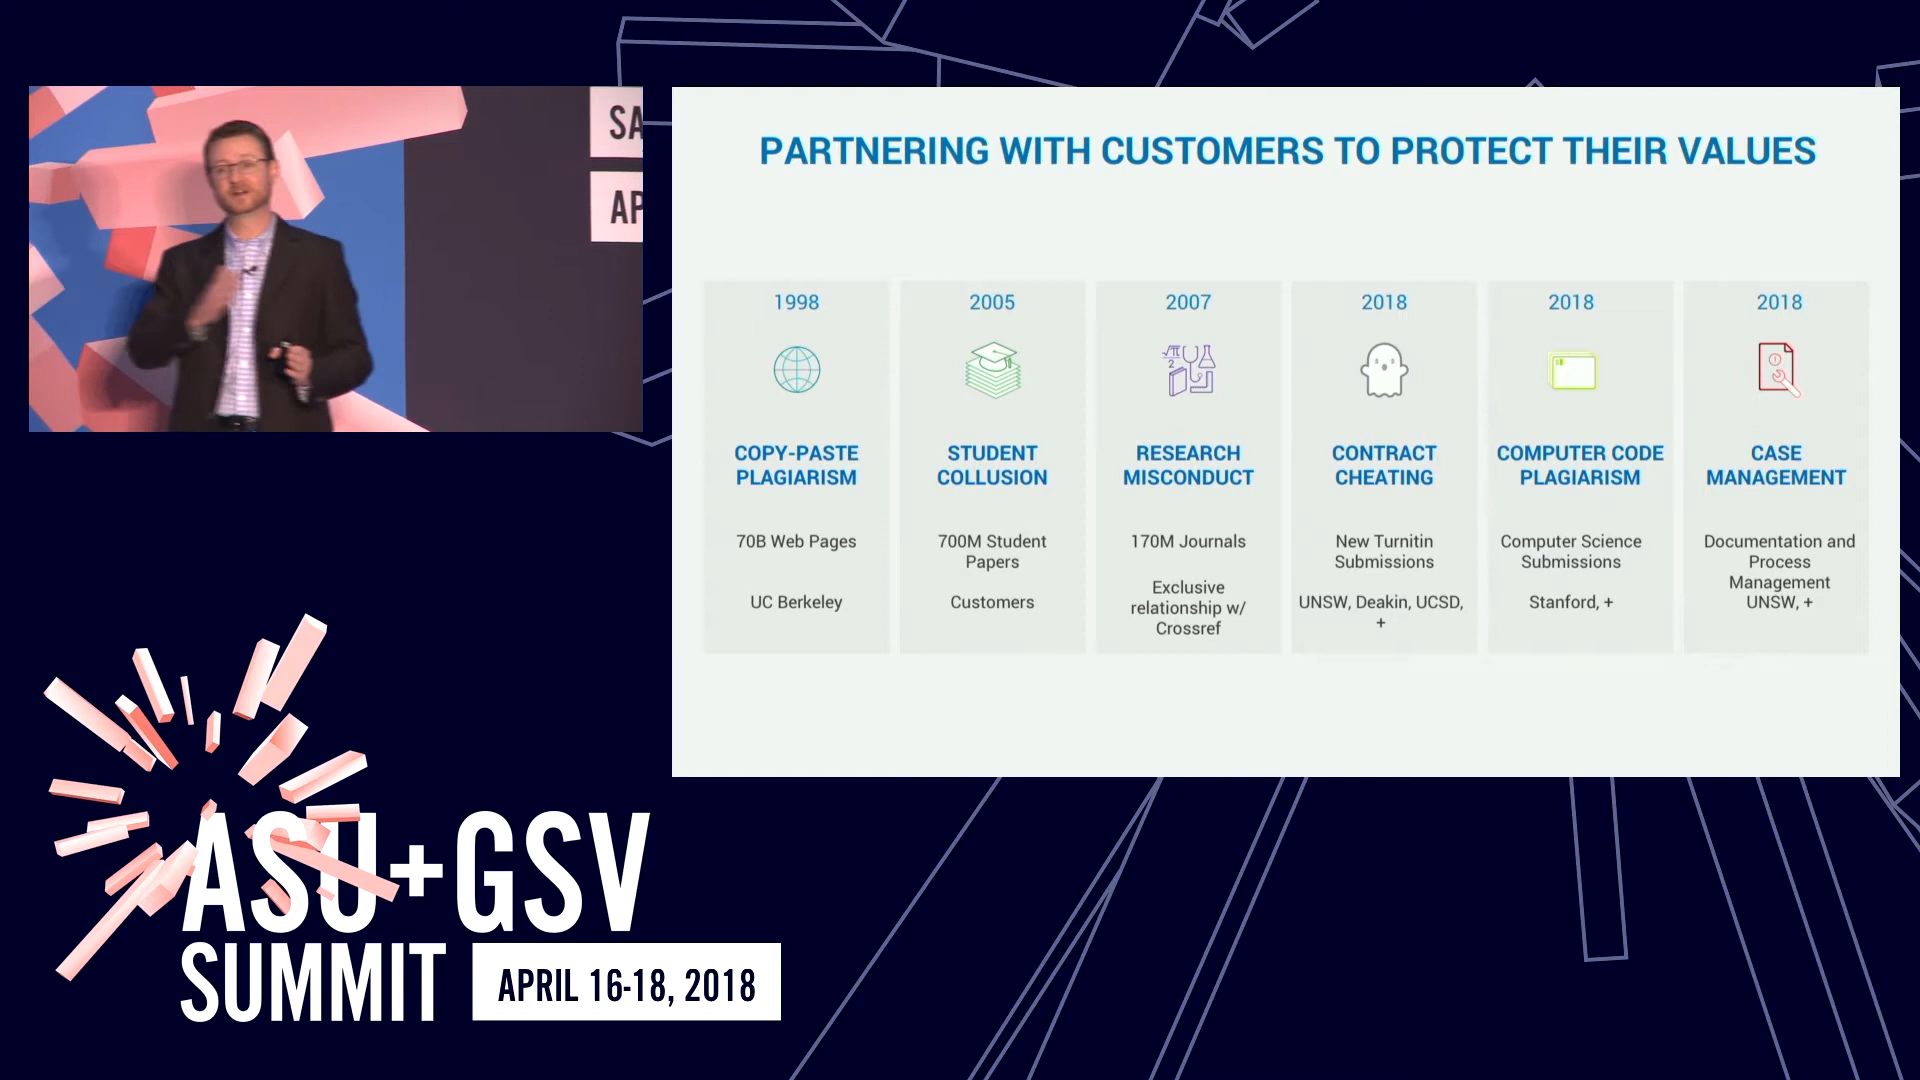 SA
AP
PARTNERING WITH CUSTOMERS TO PROTECT THEIR VALUES
1998
COPY-PASTE
PLAGIARISM
70B Web Pages
UC Berkeley
2005
STUDENT
COLLUSION
700M Student
Papers
Customers
2007
RESEARCH
MISCONDUCT
170M Journals
Exclusive
relationship w/
Crossref
2018
CONTRACT
CHEATING
New Turnitin
Submissions
UNSW, Deakin, UCSD,
+
2018
COMPUTER CODE
PLAGIARISM
Computer Science
Submissions
Stanford, +
2018
CASE
MANAGEMENT
Documentation and
Process
Management
UNSW, +
ASU+GSV
SUMMIT
APRIL 16-18, 2018